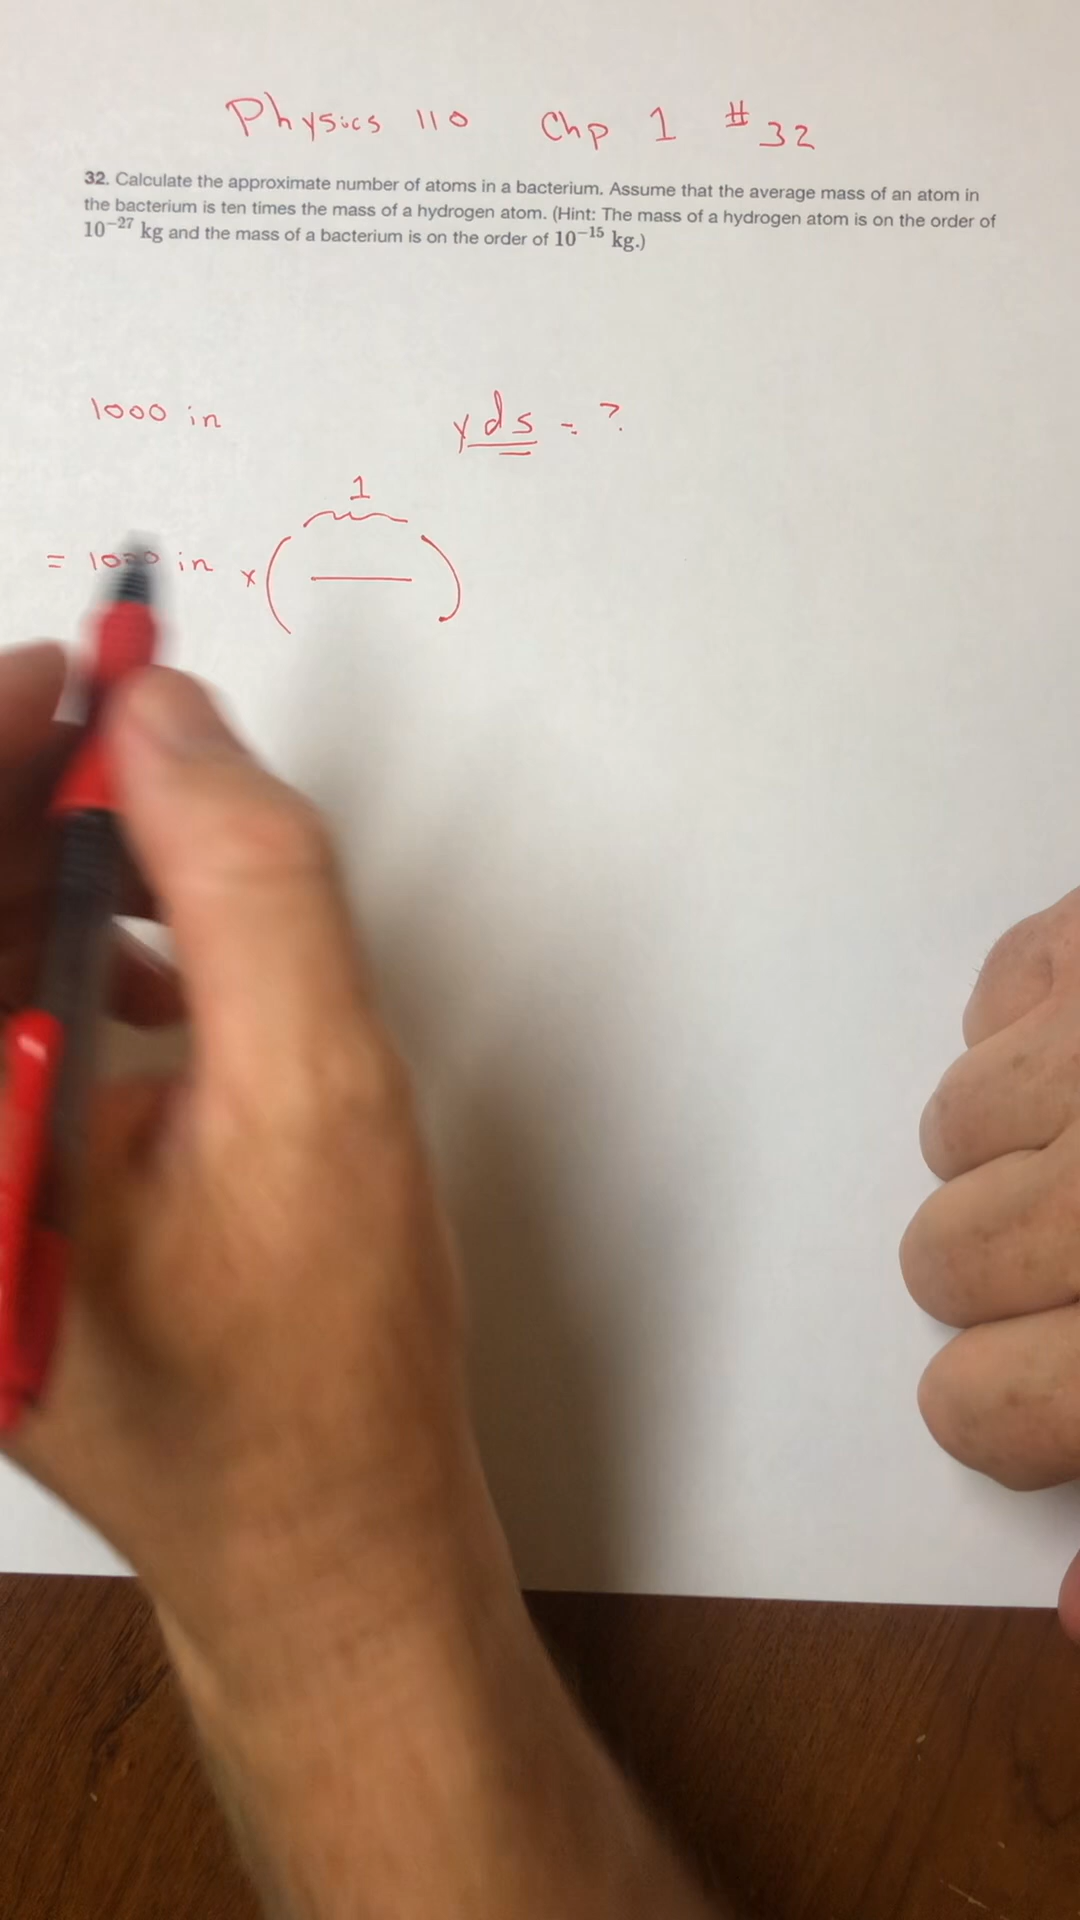 Physics 110 Chp 1 #32
32. Calculate the approximate number of atoms in a bacterium. Assume that the average mass of an atom in
the bacterium is ten times the mass of a hydrogen atom. (Hint: The mass of a hydrogen atom is on the order of
10⁻²⁷ kg and the mass of a bacterium is on the order of 10⁻¹⁵ kg.)
1000 in yds = ?
1
= 1000 in × ( — )